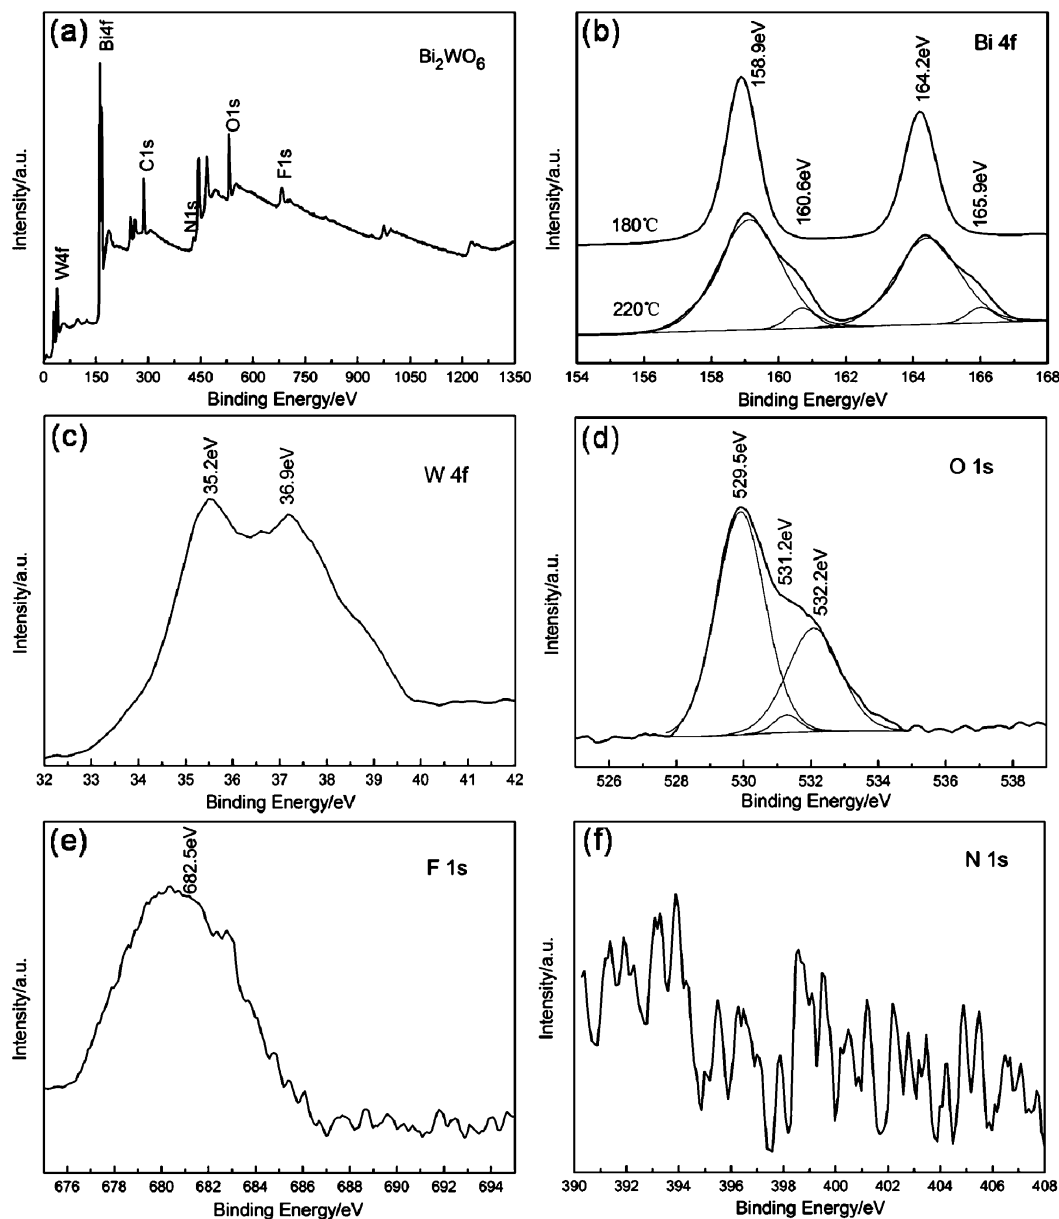 (a)
Bi₂WO₆
W4f
Bi4f
C1s
N1s
O1s
F1s
Intensity/a.u.
0 150 300 450 600 750 900 1050 1200 1350
Binding Energy/eV
(b)
Bi 4f
158.9eV
160.6eV
164.2eV
165.9eV
180℃
220℃
Intensity/a.u.
154 156 158 160 162 164 166 168
Binding Energy/eV
(c)
W 4f
35.2eV
36.9eV
Intensity/a.u.
32 33 34 35 36 37 38 39 40 41 42
Binding Energy/eV
(d)
O 1s
529.5eV
531.2eV
532.2eV
Intensity/a.u.
526 528 530 532 534 536 538
Binding Energy/eV
(e)
F 1s
682.5eV
Intensity/a.u.
676 678 680 682 684 686 688 690 692 694
Binding Energy/eV
(f)
N 1s
Intensity/a.u.
390 392 394 396 398 400 402 404 406 408
Binding Energy/eV